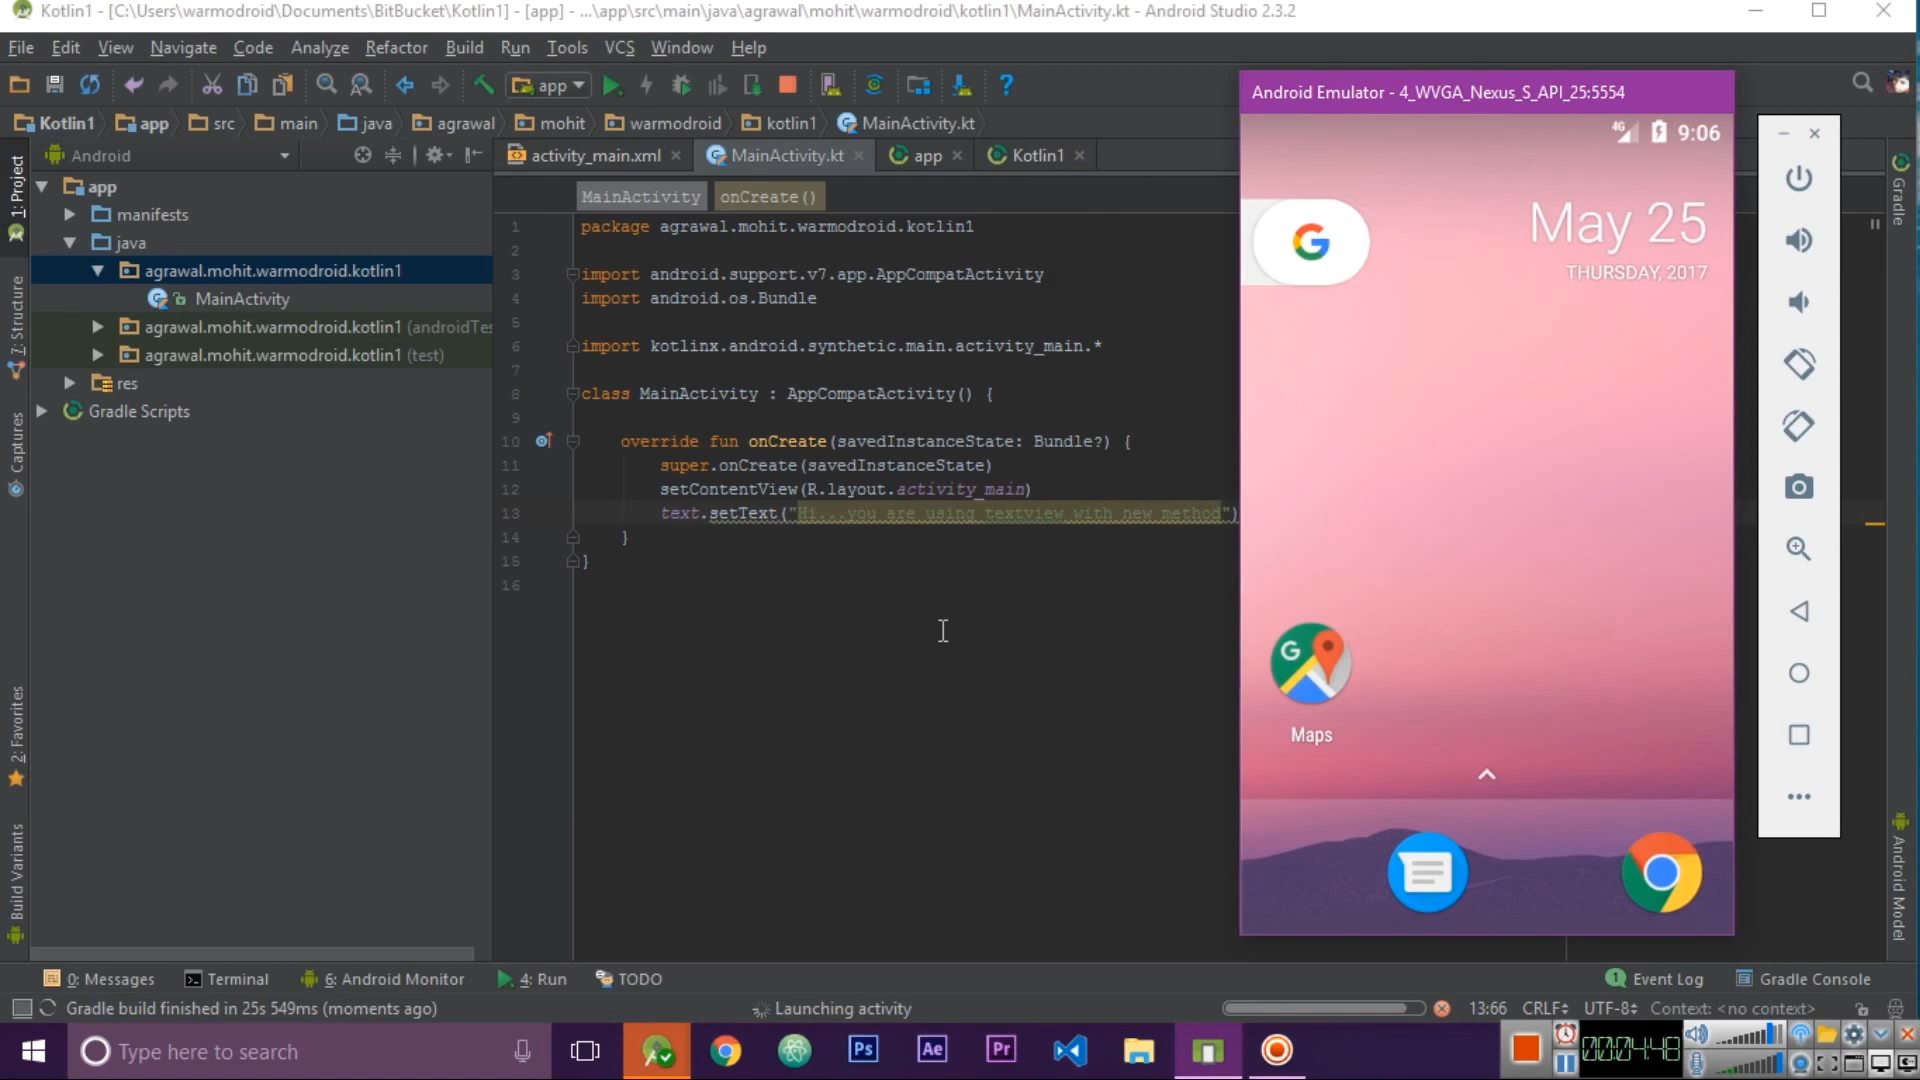 Kotlin1 - [C:\Users\warmodroid\Documents\BitBucket\Kotlin1] - [app] - ...\app\src\main\java\agrawal\mohit\warmodroid\kotlin1\MainActivity.kt - Android Studio 2.3.2
File Edit View Navigate Code Analyze Refactor Build Run Tools VCS Window Help
app
Kotlin1 app src main java agrawal mohit warmodroid kotlin1 MainActivity.kt
Android
activity_main.xml MainActivity.kt app Kotlin1
MainActivity onCreate()
1: Project
7: Structure
Captures
2: Favorites
Build Variants
app
manifests
java
agrawal.mohit.warmodroid.kotlin1
MainActivity
agrawal.mohit.warmodroid.kotlin1 (androidTes
agrawal.mohit.warmodroid.kotlin1 (test)
res
Gradle Scripts
1 package agrawal.mohit.warmodroid.kotlin1
2
3 import android.support.v7.app.AppCompatActivity
4 import android.os.Bundle
5
6 import kotlinx.android.synthetic.main.activity_main.*
7
8 class MainActivity : AppCompatActivity() {
9
10 override fun onCreate(savedInstanceState: Bundle?) {
11 super.onCreate(savedInstanceState)
12 setContentView(R.layout.activity_main)
13 text.setText("Hi...you are using textview with new method")
14 }
15 }
16
Android Emulator - 4_WVGA_Nexus_S_API_25:5554
4G 9:06
May 25
THURSDAY, 2017
G
Maps
Gradle
Android Model
0: Messages Terminal 6: Android Monitor 4: Run TODO 1 Event Log Gradle Console
Gradle build finished in 25s 549ms (moments ago) Launching activity 13:66 CRLF UTF-8 Context: <no context>
Type here to search Ps Ae Pr 00:04:48